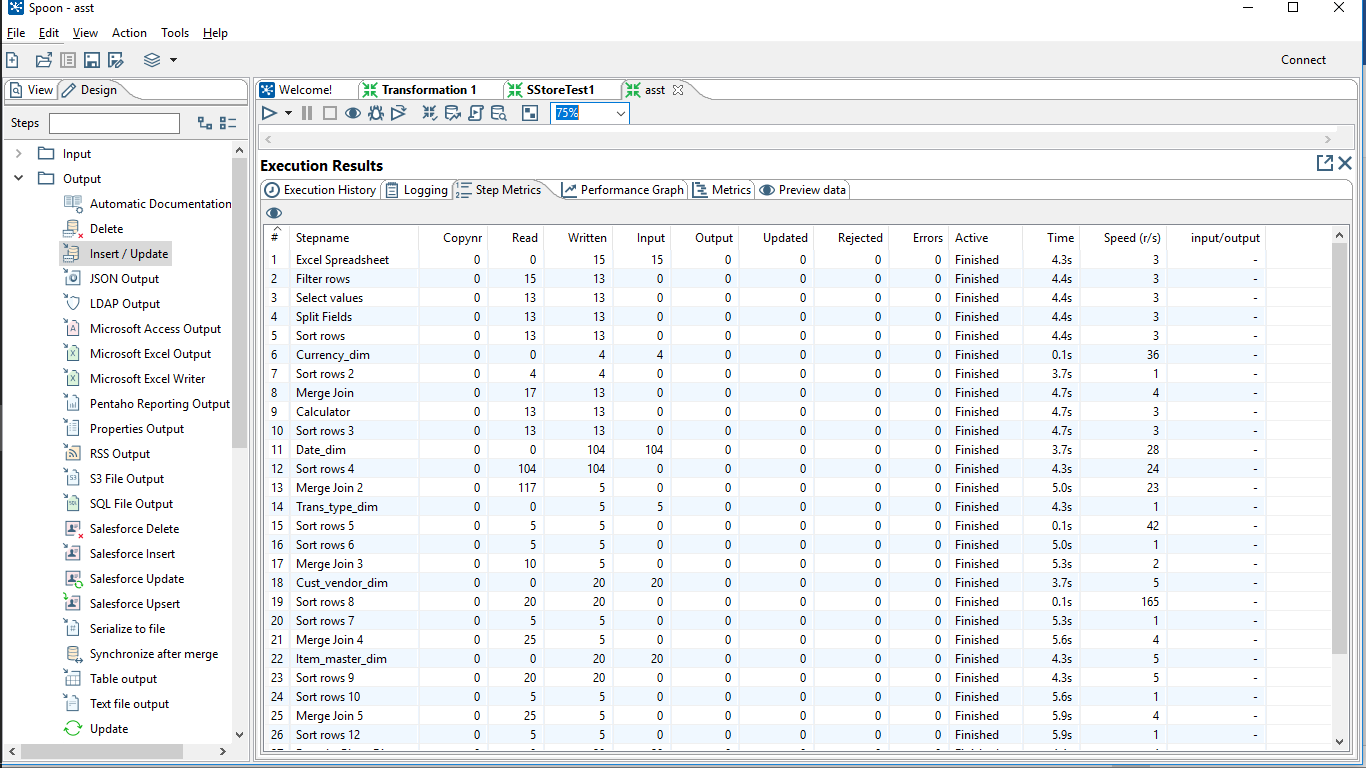 Spoon - asst
File Edit View Action Tools Help
Connect
View Design
Steps
Input
Output
Automatic Documentation
Delete
Insert / Update
JSON Output
LDAP Output
Microsoft Access Output
Microsoft Excel Output
Microsoft Excel Writer
Pentaho Reporting Output
Properties Output
RSS Output
S3 File Output
SQL File Output
Salesforce Delete
Salesforce Insert
Salesforce Update
Salesforce Upsert
Serialize to file
Synchronize after merge
Table output
Text file output
Update
Welcome! Transformation 1 SStoreTest1 asst
75%
Execution Results
Execution History Logging Step Metrics Performance Graph Metrics Preview data
# Stepname Copynr Read Written Input Output Updated Rejected Errors Active Time Speed (r/s) input/output
1 Excel Spreadsheet 0 0 15 15 0 0 0 0 Finished 4.3s 3 -
2 Filter rows 0 15 13 0 0 0 0 0 Finished 4.4s 3 -
3 Select values 0 13 13 0 0 0 0 0 Finished 4.4s 3 -
4 Split Fields 0 13 13 0 0 0 0 0 Finished 4.4s 3 -
5 Sort rows 0 13 13 0 0 0 0 0 Finished 4.4s 3 -
6 Currency_dim 0 0 4 4 0 0 0 0 Finished 0.1s 36 -
7 Sort rows 2 0 4 4 0 0 0 0 0 Finished 3.7s 1 -
8 Merge Join 0 17 13 0 0 0 0 0 Finished 4.7s 4 -
9 Calculator 0 13 13 0 0 0 0 0 Finished 4.7s 3 -
10 Sort rows 3 0 13 13 0 0 0 0 0 Finished 4.7s 3 -
11 Date_dim 0 0 104 104 0 0 0 0 Finished 3.7s 28 -
12 Sort rows 4 0 104 104 0 0 0 0 0 Finished 4.3s 24 -
13 Merge Join 2 0 117 5 0 0 0 0 0 Finished 5.0s 23 -
14 Trans_type_dim 0 0 5 5 0 0 0 0 Finished 4.3s 1 -
15 Sort rows 5 0 5 5 0 0 0 0 0 Finished 0.1s 42 -
16 Sort rows 6 0 5 5 0 0 0 0 0 Finished 5.0s 1 -
17 Merge Join 3 0 10 5 0 0 0 0 0 Finished 5.3s 2 -
18 Cust_vendor_dim 0 0 20 20 0 0 0 0 Finished 3.7s 5 -
19 Sort rows 8 0 20 20 0 0 0 0 0 Finished 0.1s 165 -
20 Sort rows 7 0 5 5 0 0 0 0 0 Finished 5.3s 1 -
21 Merge Join 4 0 25 5 0 0 0 0 0 Finished 5.6s 4 -
22 Item_master_dim 0 0 20 20 0 0 0 0 Finished 4.3s 5 -
23 Sort rows 9 0 20 20 0 0 0 0 0 Finished 4.3s 5 -
24 Sort rows 10 0 5 5 0 0 0 0 0 Finished 5.6s 1 -
25 Merge Join 5 0 25 5 0 0 0 0 0 Finished 5.9s 4 -
26 Sort rows 12 0 5 5 0 0 0 0 0 Finished 5.9s 1 -